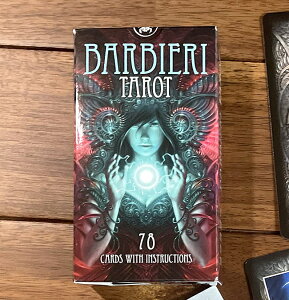 BARBIERI
TAROT
78
CARDS WITH INSTRUCTIONS